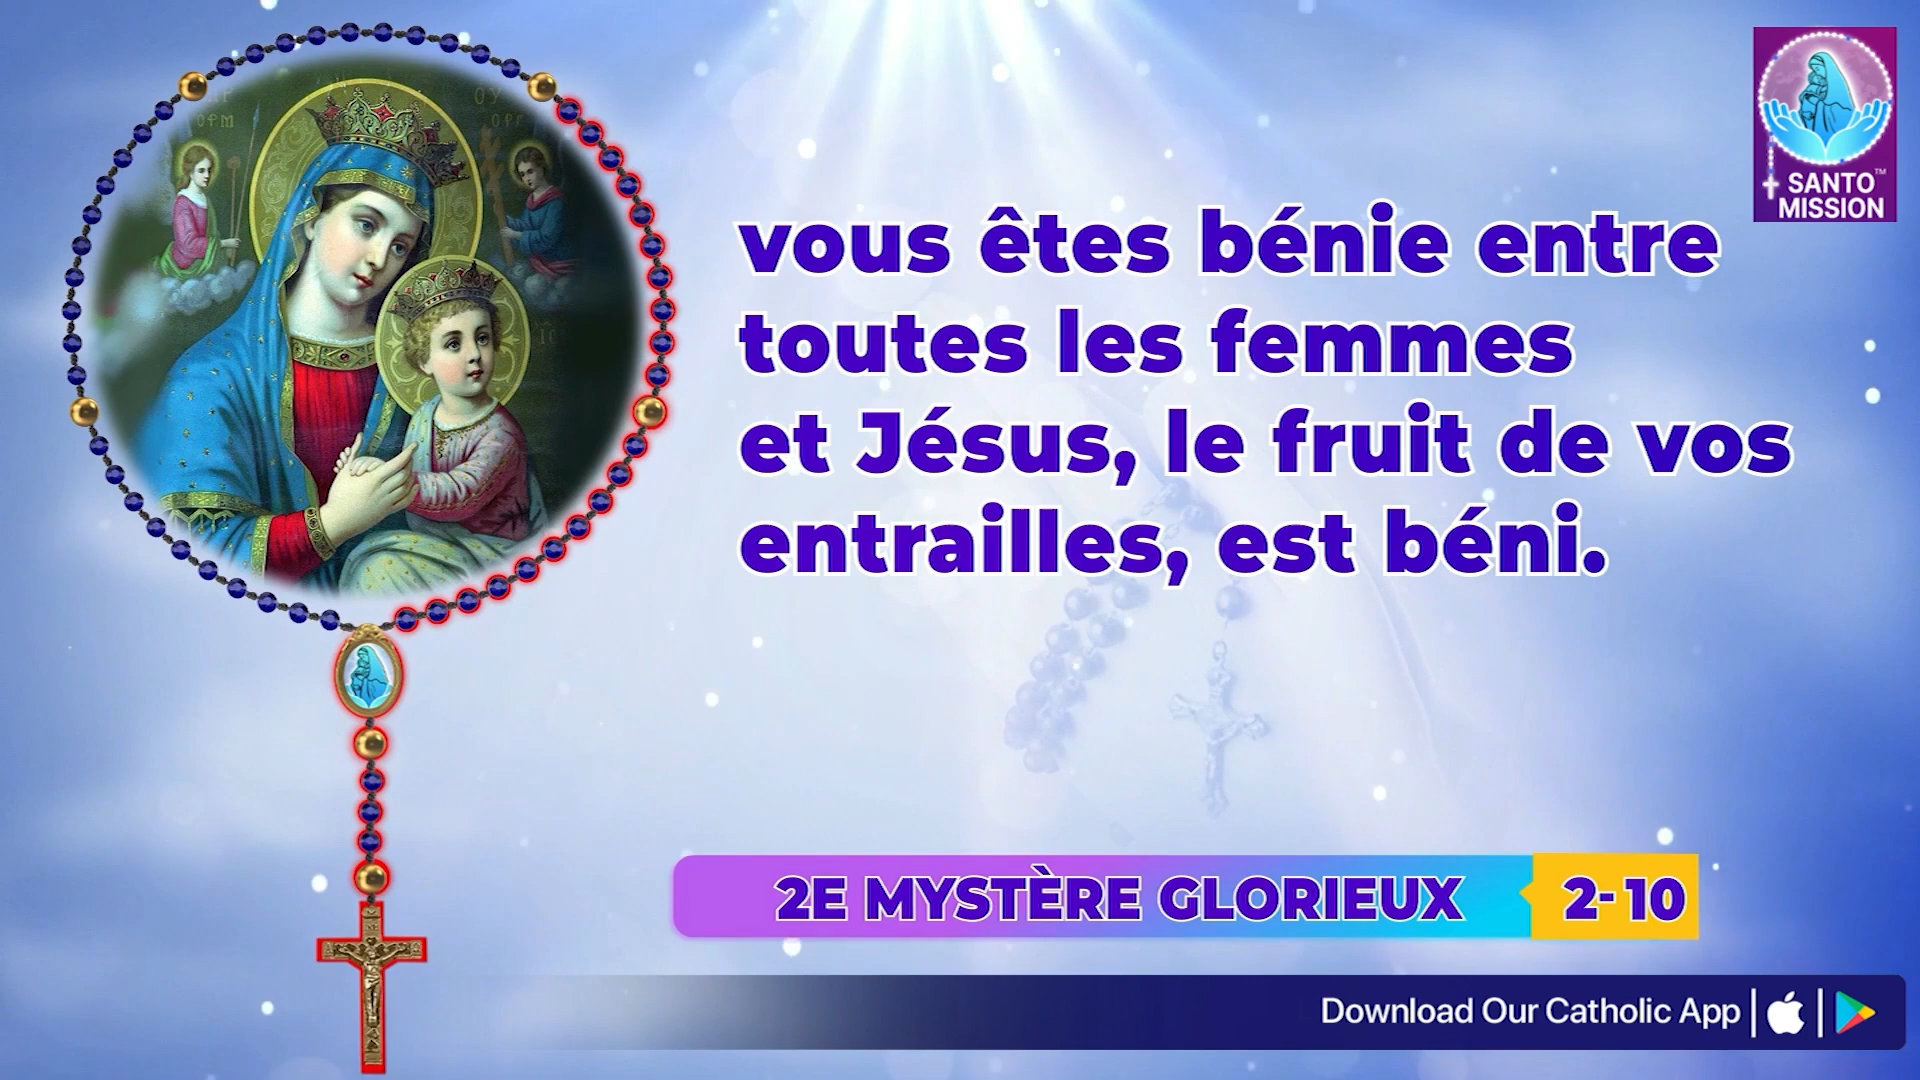 SANTO™
MISSION
vous êtes bénie entre
toutes les femmes
et Jésus, le fruit de vos
entrailles, est béni.
2E MYSTÈRE GLORIEUX 2-10
Download Our Catholic App